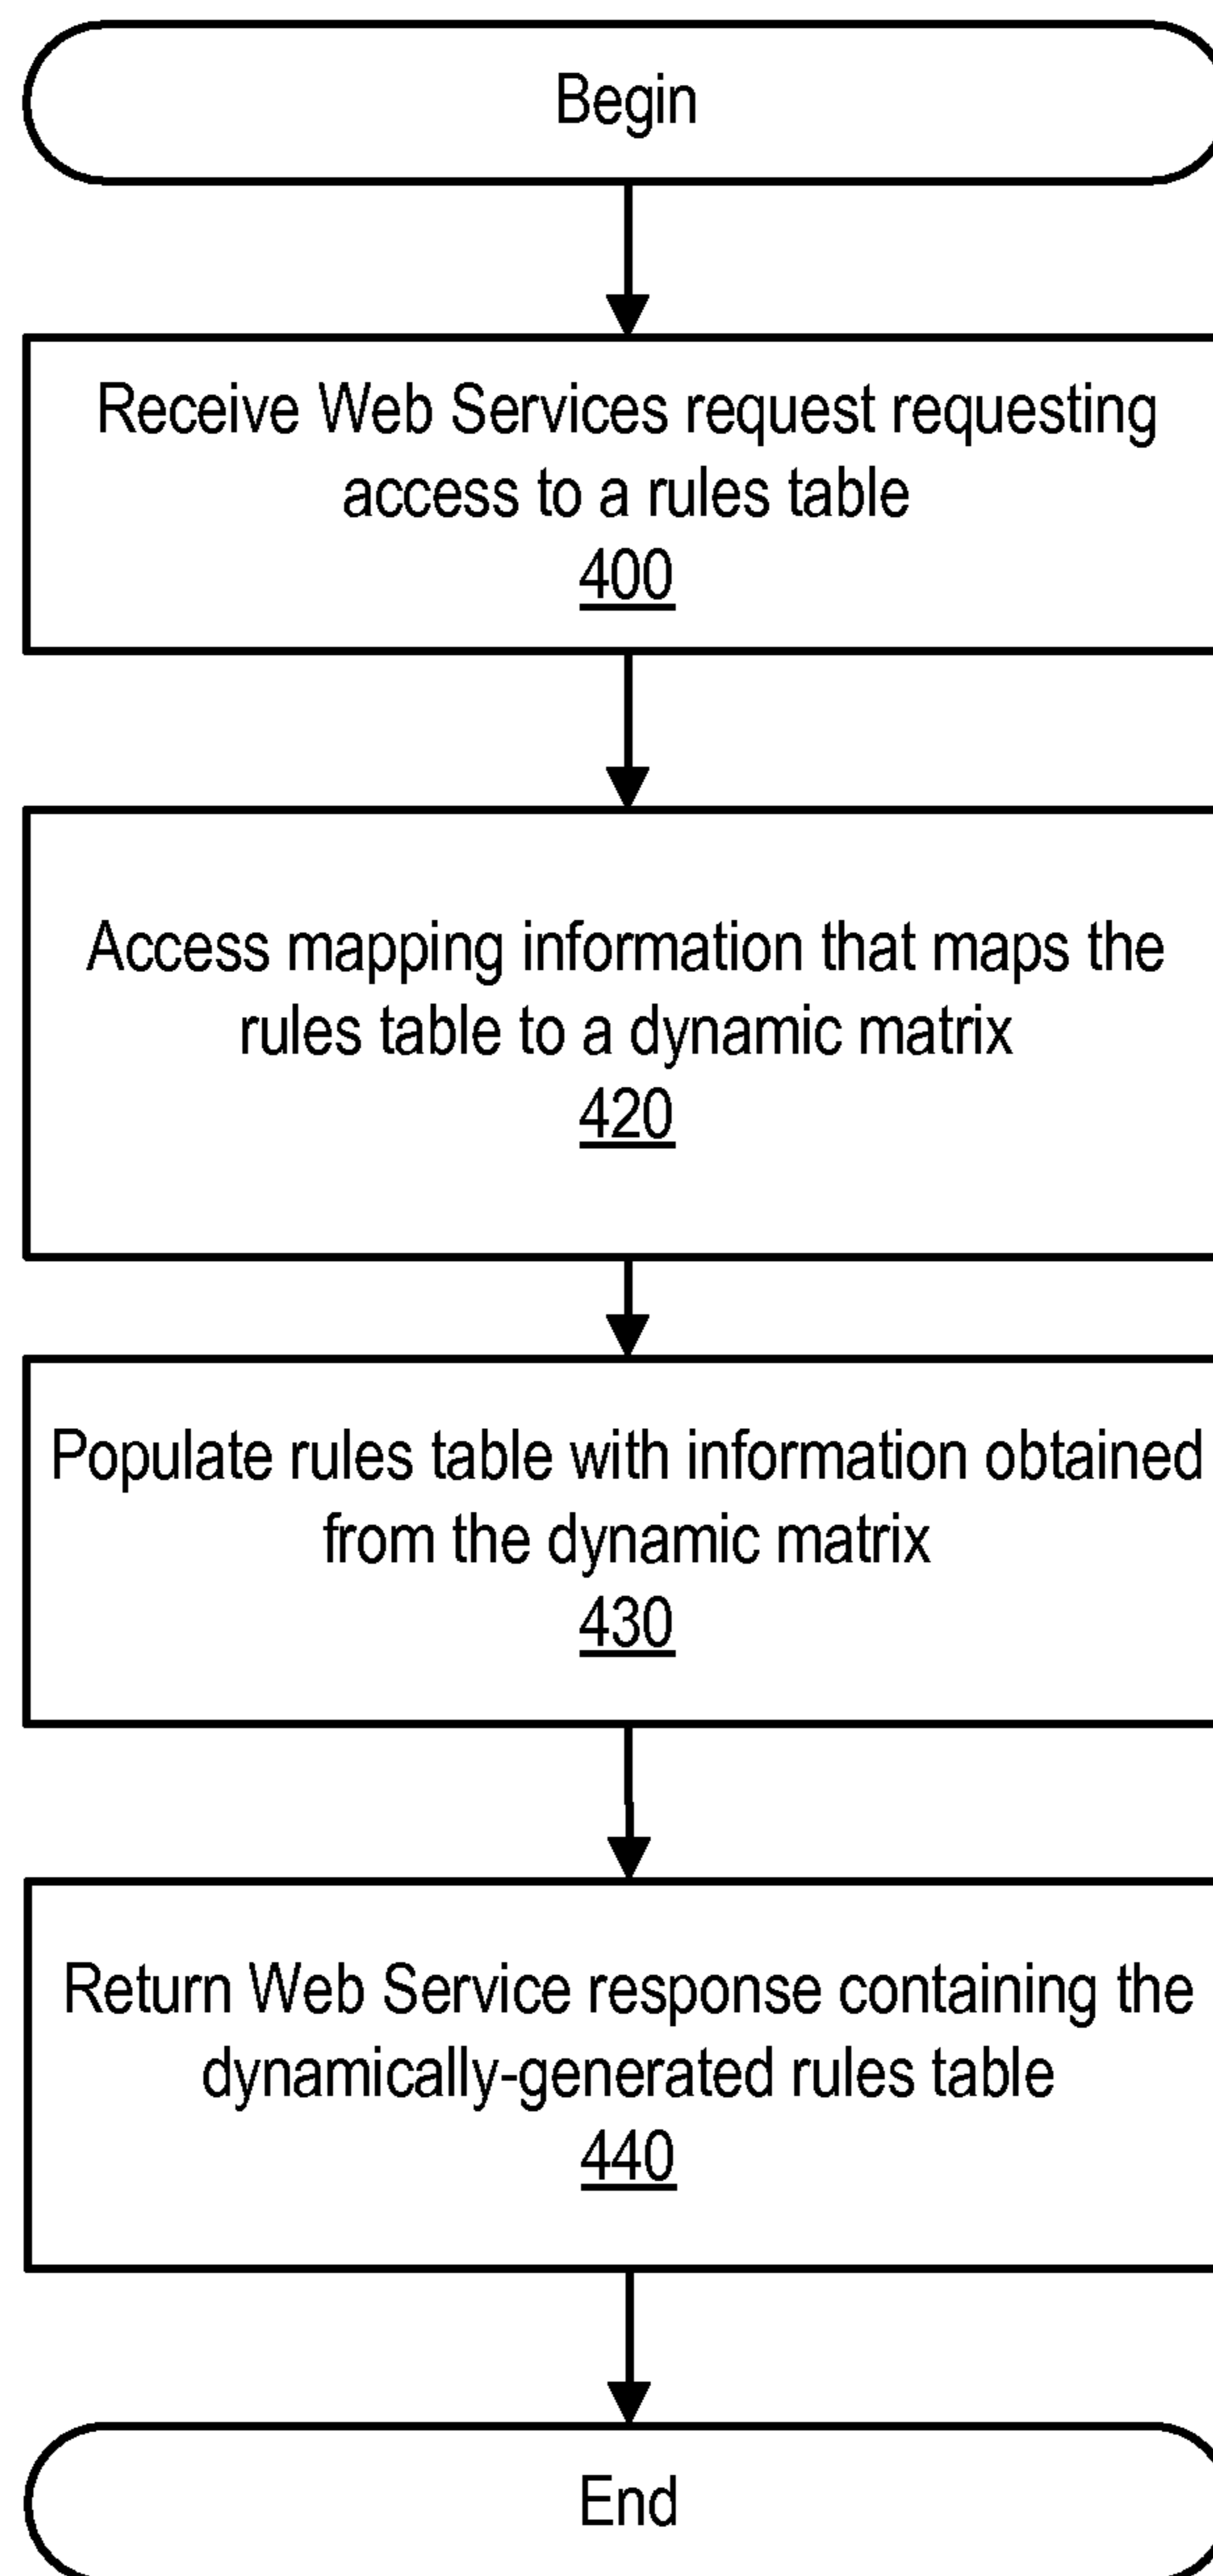 Begin
Receive Web Services request requesting
access to a rules table
400
Access mapping information that maps the
rules table to a dynamic matrix
420
Populate rules table with information obtained
from the dynamic matrix
430
Return Web Service response containing the
dynamically-generated rules table
440
End